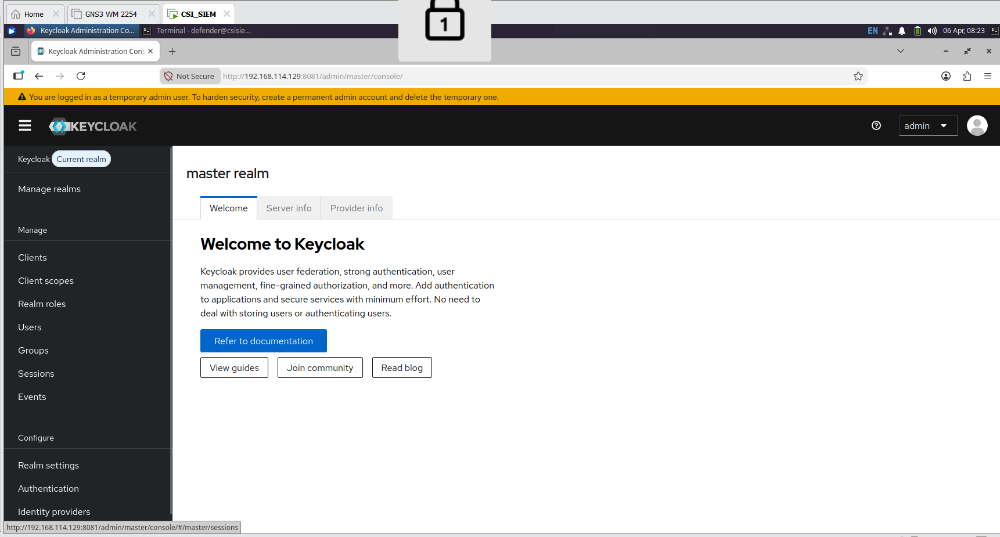 Home
GNS3 WM 2254
CSI_SIEM
1
Keycloak Administration Co...
Terminal - defender@csisie...
EN
06 Apr, 08:23
Keycloak Administration Cons
Not Secure
http://192.168.114.129:8081/admin/master/console/
You are logged in as a temporary admin user. To harden security, create a permanent admin account and delete the temporary one.
KEYCLOAK
admin
Keycloak Current realm
Manage realms
Manage
Clients
Client scopes
Realm roles
Users
Groups
Sessions
Events
Configure
Realm settings
Authentication
Identity providers
http://192.168.114.129:8081/admin/master/console/#/master/sessions
master realm
Welcome
Server info
Provider info
Welcome to Keycloak
Keycloak provides user federation, strong authentication, user
management, fine-grained authorization, and more. Add authentication
to applications and secure services with minimum effort. No need to
deal with storing users or authenticating users.
Refer to documentation
View guides
Join community
Read blog